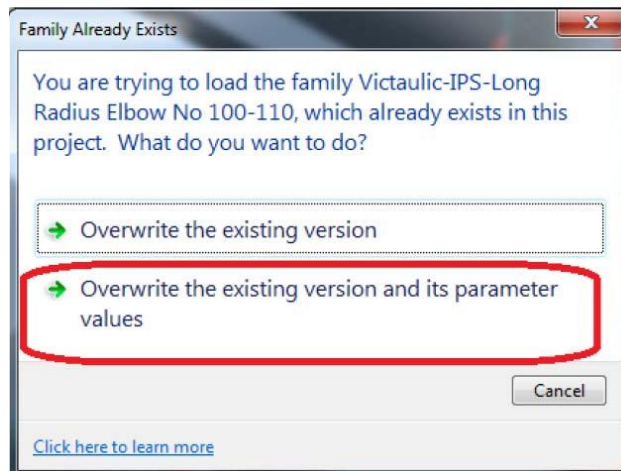 Family Already Exists
You are trying to load the family Victaulic-IPS-Long
Radius Elbow No 100-110, which already exists in this
project. What do you want to do?
Overwrite the existing version
Overwrite the existing version and its parameter
values
Cancel
Click here to learn more